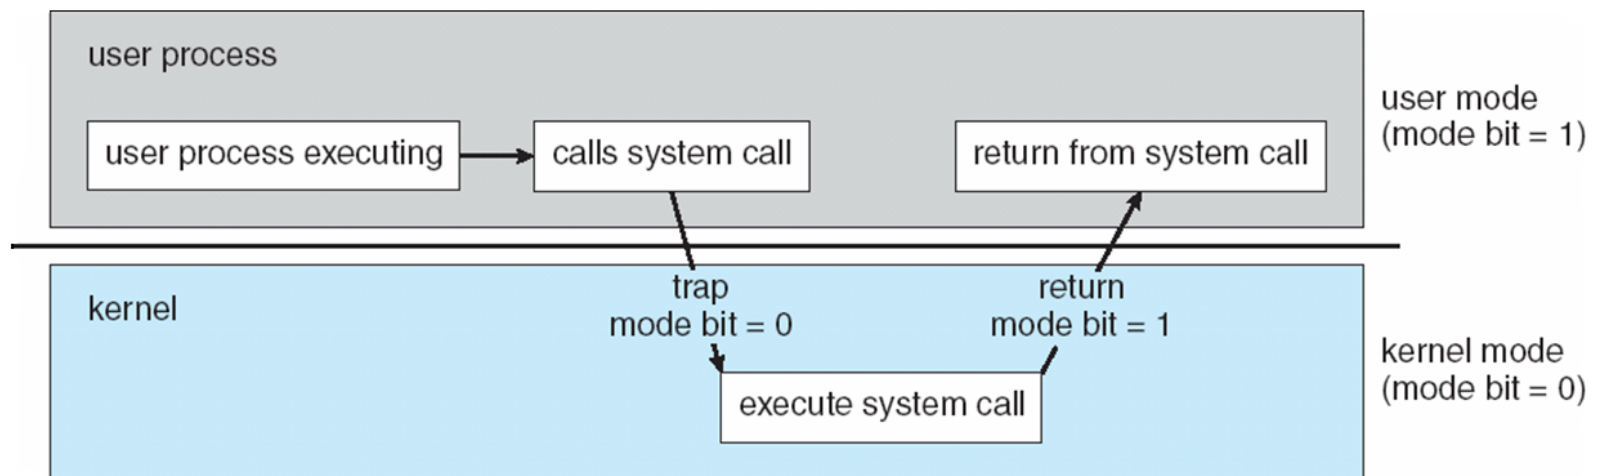 user process
user process executing
calls system call
return from system call
user mode
(mode bit = 1)
kernel
trap
mode bit = 0
return
mode bit = 1
execute system call
kernel mode
(mode bit = 0)